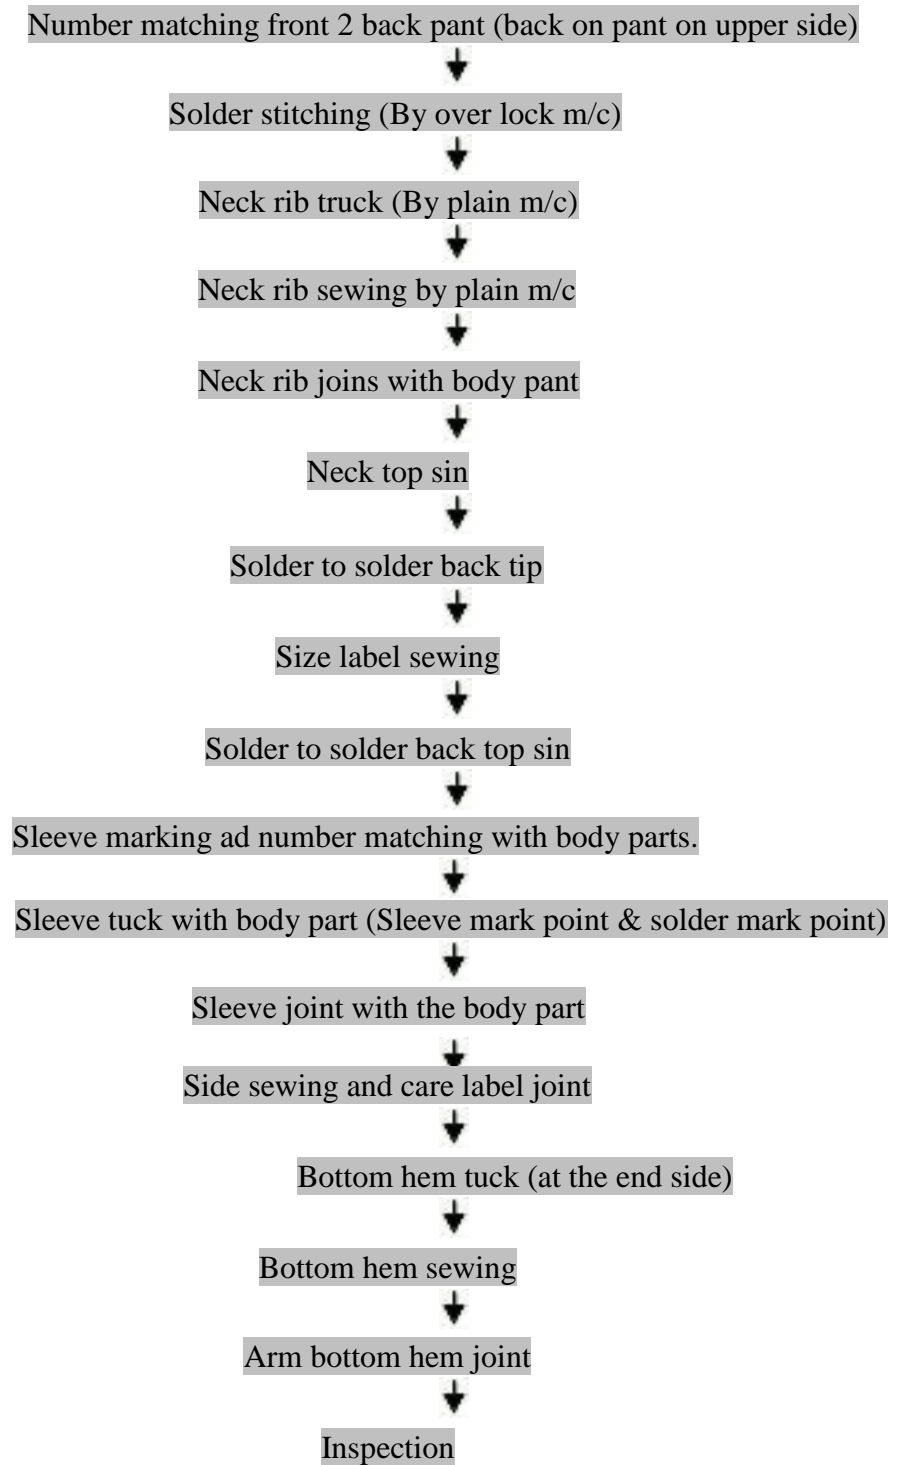 Number matching front 2 back pant (back on pant on upper side)
Solder stitching (By over lock m/c)
Neck rib truck (By plain m/c)
Neck rib sewing by plain m/c
Neck rib joins with body pant
Neck top sin
Solder to solder back tip
Size label sewing
Solder to solder back top sin
Sleeve marking ad number matching with body parts.
Sleeve tuck with body part (Sleeve mark point & solder mark point)
Sleeve joint with the body part
Side sewing and care label joint
Bottom hem tuck (at the end side)
Bottom hem sewing
Arm bottom hem joint
Inspection